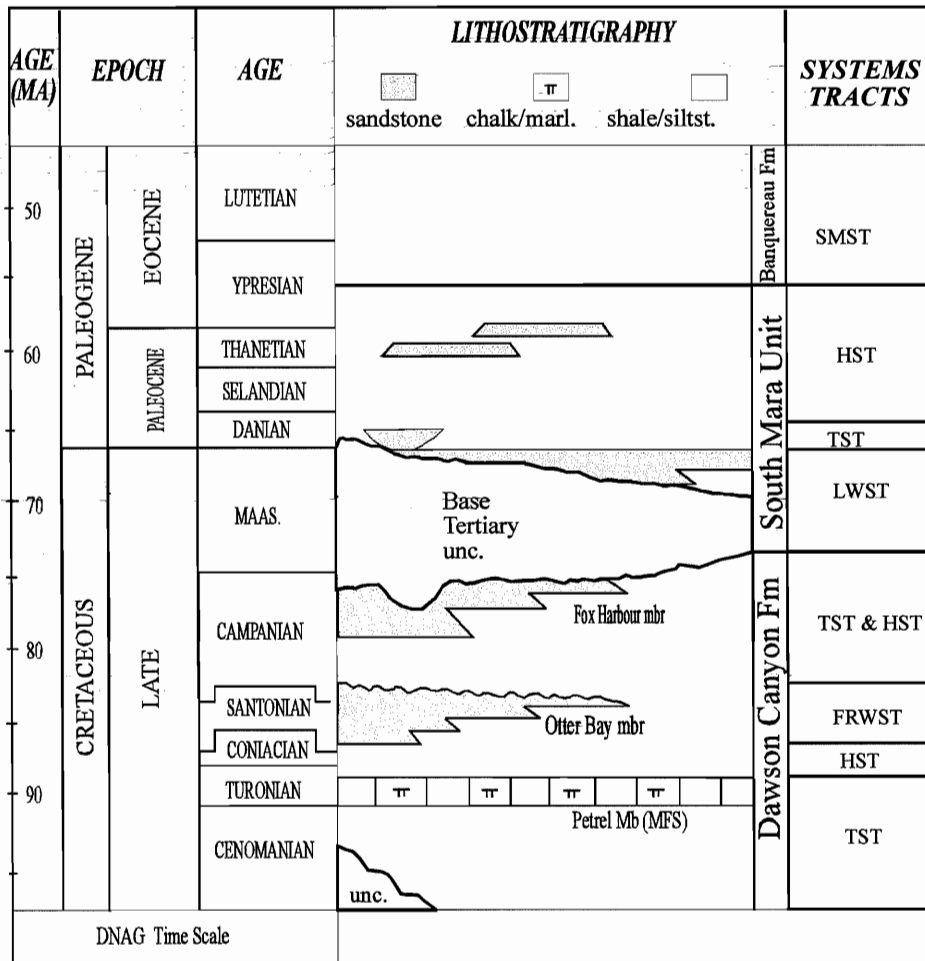 LITHOSTRATIGRAPHY
AGE
(MA)
EPOCH
AGE
SYSTEMS
TRACTS
sandstone
π
chalk/marl.
shale/siltst.
50
60
70
80
90
PALEOGENE
CRETACEOUS
EOCENE
PALEOCENE
LATE
LUTETIAN
YPRESIAN
THANETIAN
SELANDIAN
DANIAN
MAAS.
CAMPANIAN
SANTONIAN
CONIACIAN
TURONIAN
CENOMANIAN
Base
Tertiary
unc.
Fox Harbour mbr
Otter Bay mbr
π π π π
Petrel Mb (MFS)
unc.
Banquereau Fm
South Mara Unit
Dawson Canyon Fm
SMST
HST
TST
LWST
TST & HST
FRWST
HST
TST
DNAG Time Scale